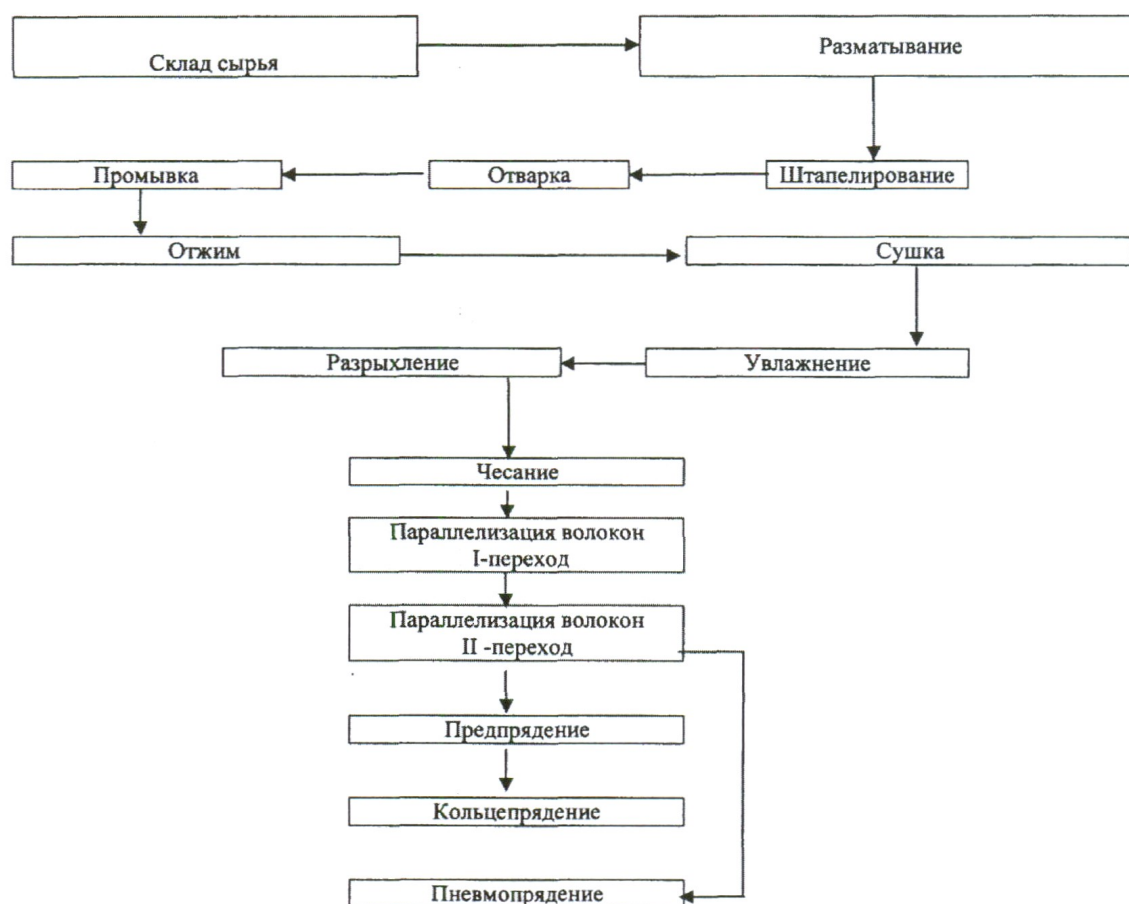 Склад сырья
Разматывание
Штапелирование
Отварка
Промывка
Отжим
Сушка
Увлажнение
Разрыхление
Чесание
Параллелизация волокон
I-переход
Параллелизация волокон
II -переход
Предпрядение
Кольцепрядение
Пневмопрядение